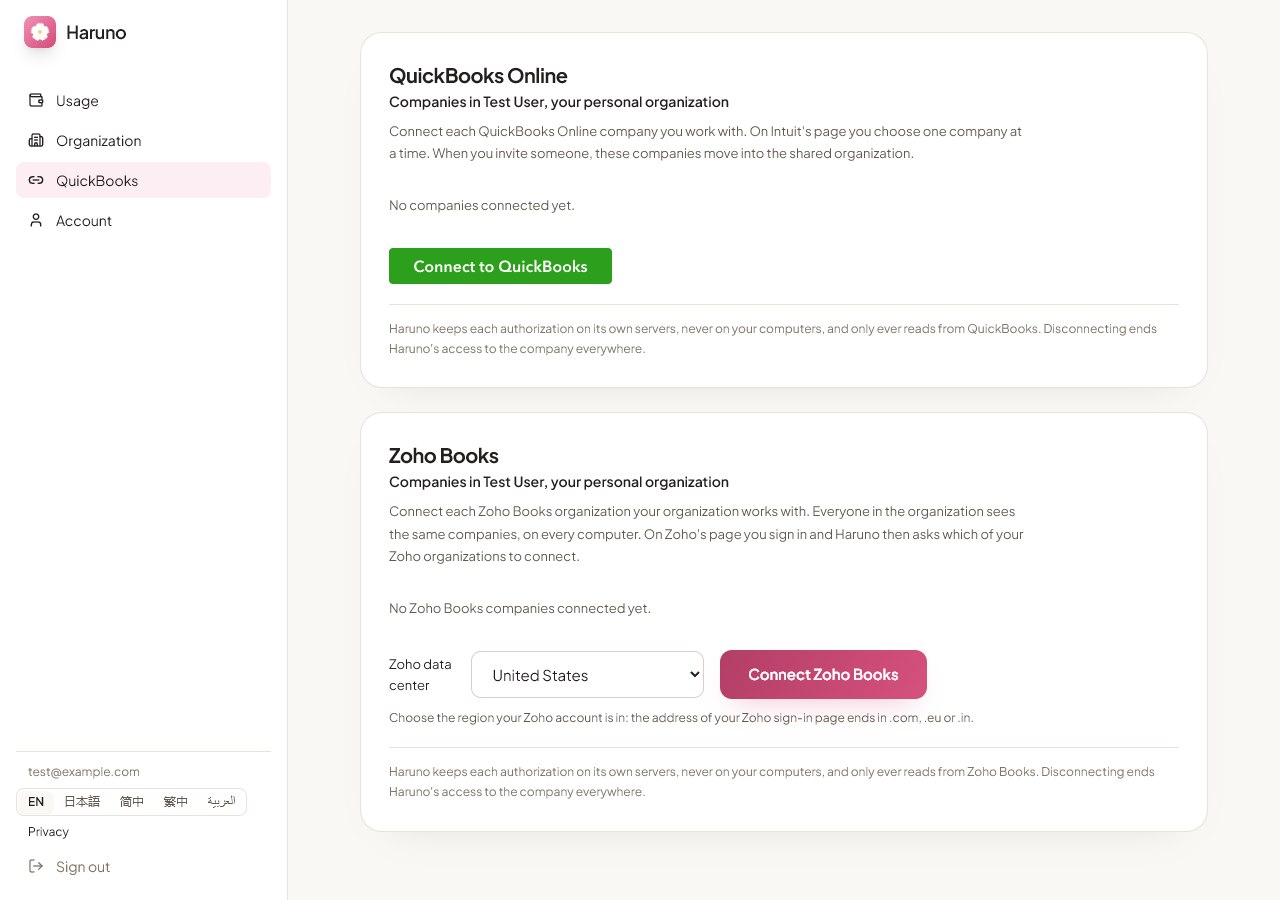 Haruno
Usage
Organization
QuickBooks
Account
test@example.com
EN 日本語 简中 繁中 العربية
Privacy
Sign out
QuickBooks Online
Companies in Test User, your personal organization
Connect each QuickBooks Online company you work with. On Intuit's page you choose one company at
a time. When you invite someone, these companies move into the shared organization.
No companies connected yet.
Connect to QuickBooks
Haruno keeps each authorization on its own servers, never on your computers, and only ever reads from QuickBooks. Disconnecting ends
Haruno's access to the company everywhere.
Zoho Books
Companies in Test User, your personal organization
Connect each Zoho Books organization your organization works with. Everyone in the organization sees
the same companies, on every computer. On Zoho's page you sign in and Haruno then asks which of your
Zoho organizations to connect.
No Zoho Books companies connected yet.
Zoho data
center
United States
Connect Zoho Books
Choose the region your Zoho account is in: the address of your Zoho sign-in page ends in .com, .eu or .in.
Haruno keeps each authorization on its own servers, never on your computers, and only ever reads from Zoho Books. Disconnecting ends
Haruno's access to the company everywhere.